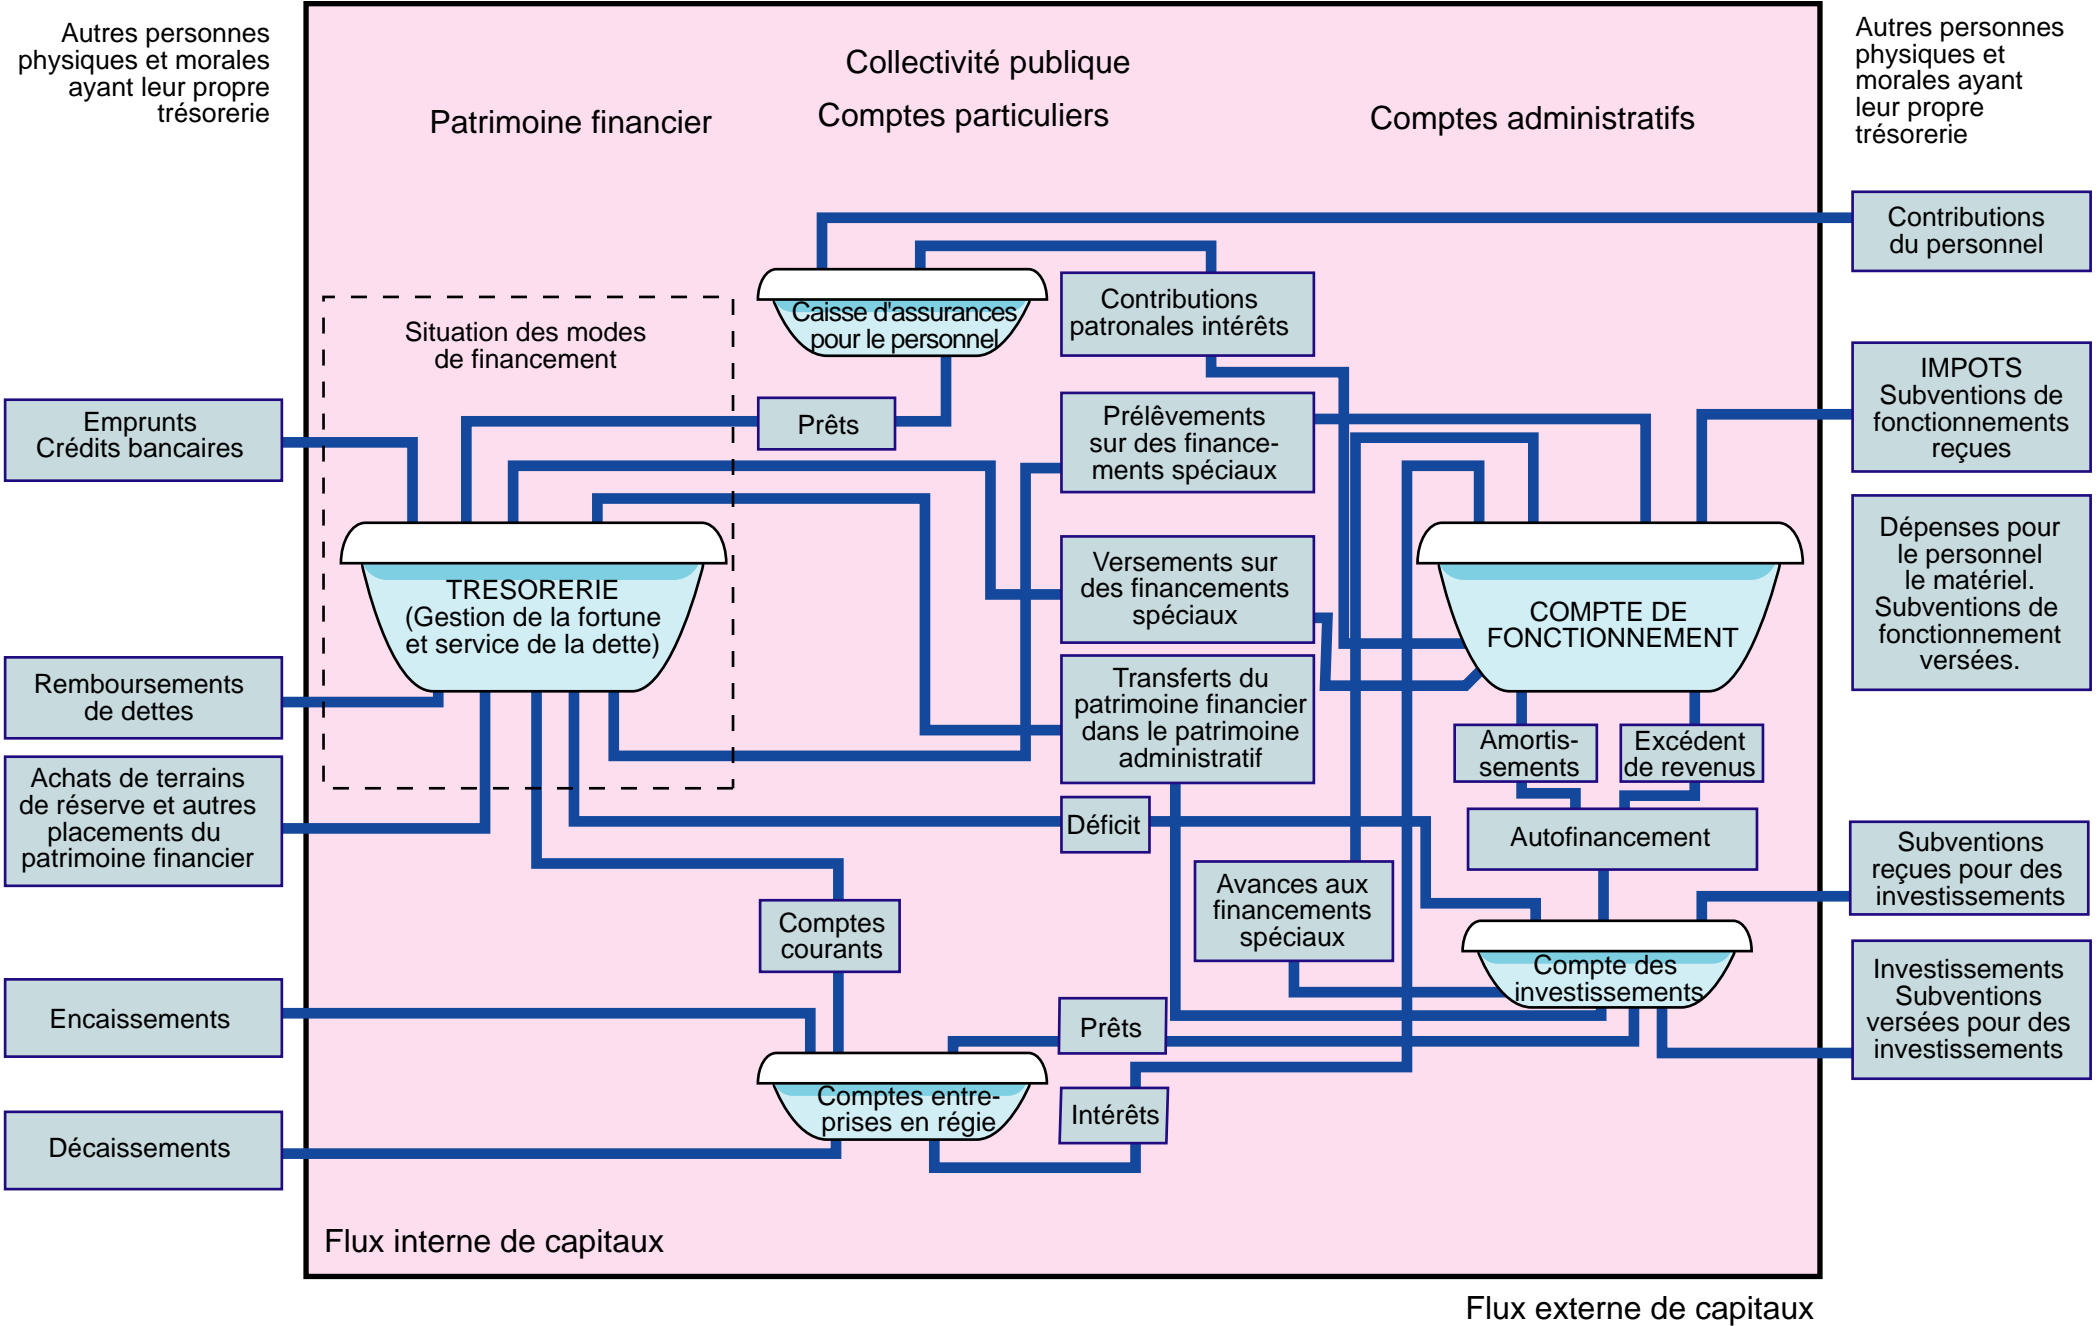 Autres personnes
physiques et morales
ayant leur propre
trésorerie
Collectivité publique
Patrimoine financier
Comptes particuliers
Comptes administratifs
Autres personnes
physiques et
morales ayant
leur propre
trésorerie
Contributions
du personnel
Caisse d'assurances
pour le personnel
Contributions
patronales intérêts
Situation des modes
de financement
Emprunts
Crédits bancaires
Prêts
Prélêvements
sur des finance-
ments spéciaux
IMPOTS
Subventions de
fonctionnements
reçues
TRESORERIE
(Gestion de la fortune
et service de la dette)
Versements sur
des financements
spéciaux
COMPTE DE
FONCTIONNEMENT
Dépenses pour
le personnel
le matériel.
Subventions de
fonctionnement
versées.
Remboursements
de dettes
Transferts du
patrimoine financier
dans le patrimoine
administratif
Amortis-
sements
Excédent
de revenus
Achats de terrains
de réserve et autres
placements du
patrimoine financier
Déficit
Autofinancement
Subventions
reçues pour des
investissements
Comptes
courants
Avances aux
financements
spéciaux
Compte des
investissements
Investissements
Subventions
versées pour des
investissements
Encaissements
Prêts
Comptes entre-
prises en régie
Intérêts
Décaissements
Flux interne de capitaux
Flux externe de capitaux